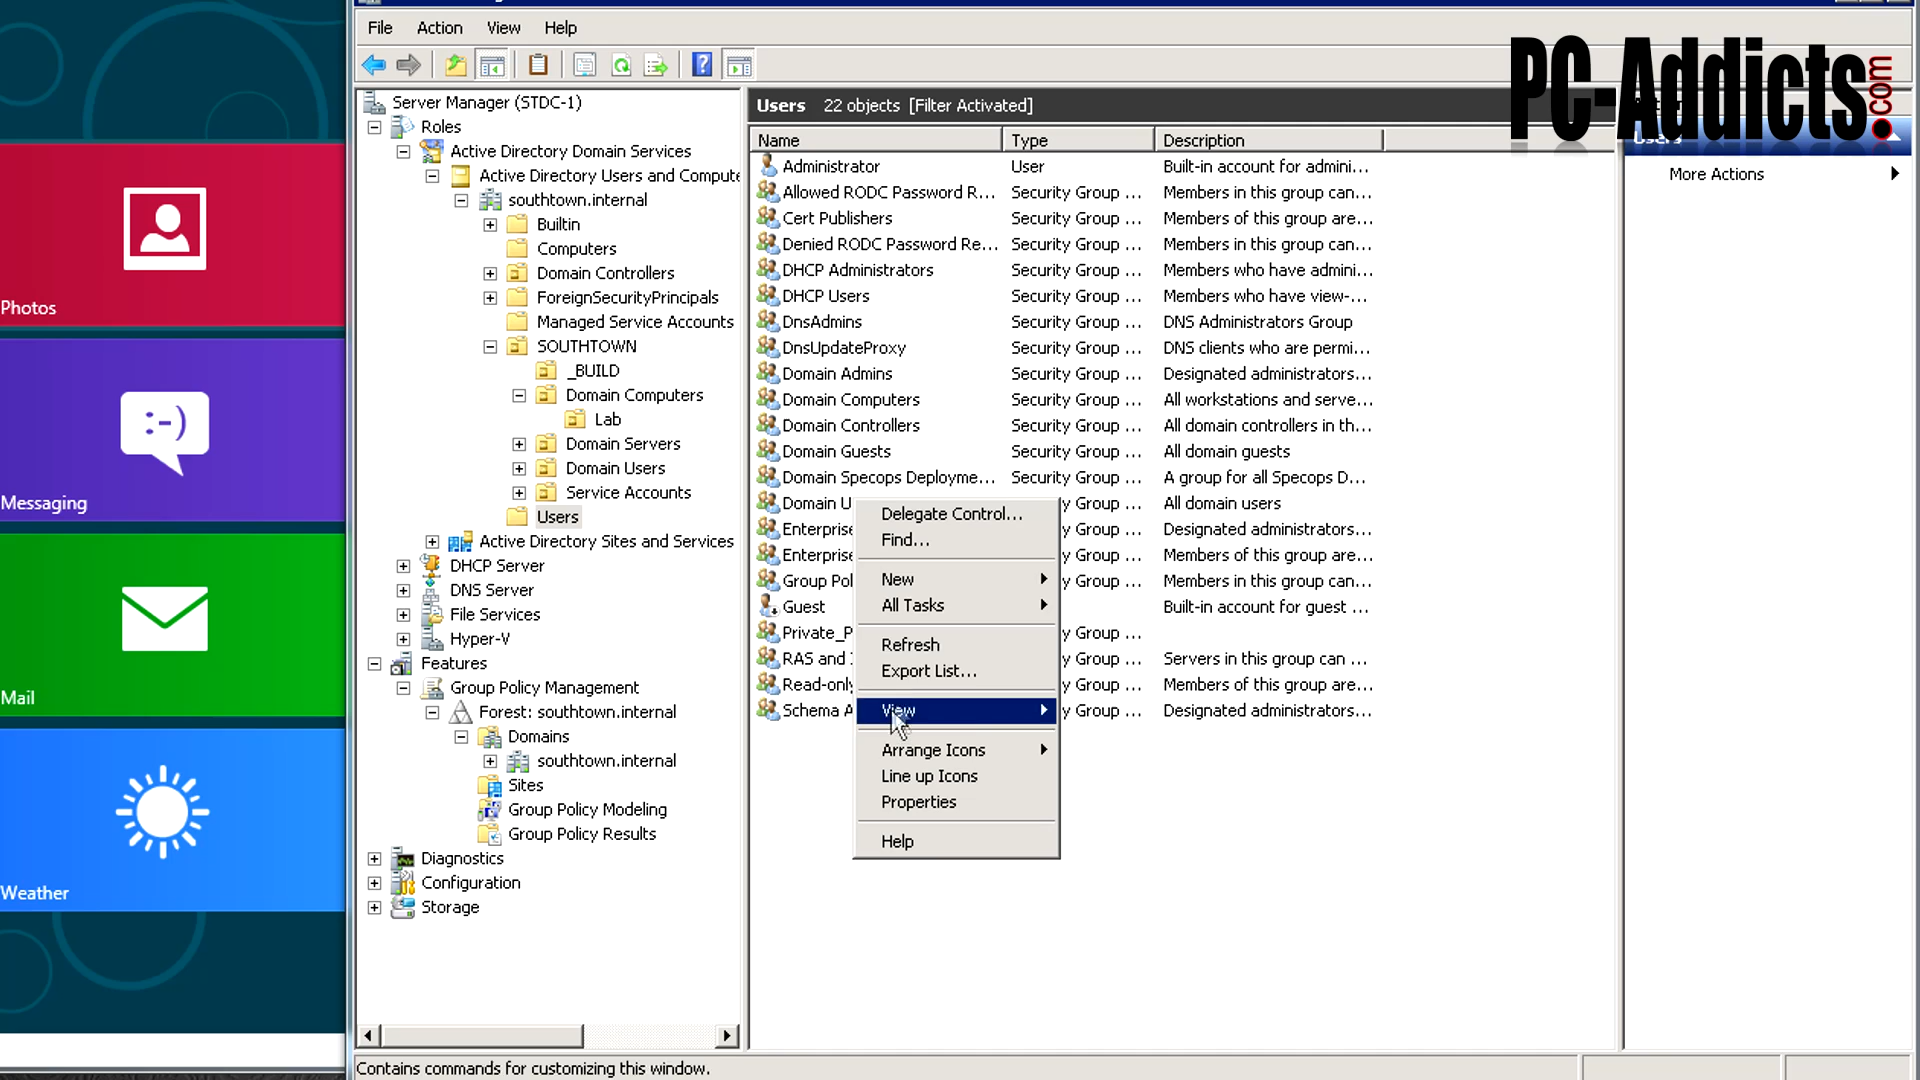 File Action View Help
PC-Addicts.com
Server Manager (STDC-1)
Roles
Active Directory Domain Services
Active Directory Users and Compute
southtown.internal
Builtin
Computers
Domain Controllers
ForeignSecurityPrincipals
Managed Service Accounts
SOUTHTOWN
_BUILD
Domain Computers
Lab
Domain Servers
Domain Users
Service Accounts
Users
Active Directory Sites and Services
DHCP Server
DNS Server
File Services
Hyper-V
Features
Group Policy Management
Forest: southtown.internal
Domains
southtown.internal
Sites
Group Policy Modeling
Group Policy Results
Diagnostics
Configuration
Storage
Users 22 objects [Filter Activated]
Name Type Description
Administrator User Built-in account for admini...
Allowed RODC Password R... Security Group ... Members in this group can...
Cert Publishers Security Group ... Members of this group are...
Denied RODC Password Re... Security Group ... Members in this group can...
DHCP Administrators Security Group ... Members who have admini...
DHCP Users Security Group ... Members who have view-...
DnsAdmins Security Group ... DNS Administrators Group
DnsUpdateProxy Security Group ... DNS clients who are permi...
Domain Admins Security Group ... Designated administrators...
Domain Computers Security Group ... All workstations and serve...
Domain Controllers Security Group ... All domain controllers in th...
Domain Guests Security Group ... All domain guests
Domain Specops Deployme... Security Group ... A group for all Specops D...
Domain U y Group ... All domain users
Enterprise y Group ... Designated administrators...
Enterprise y Group ... Members of this group are...
Group Pol y Group ... Members in this group can...
Guest Built-in account for guest ...
Private_P y Group ...
RAS and y Group ... Servers in this group can ...
Read-only y Group ... Members of this group are...
Schema A y Group ... Designated administrators...
Delegate Control...
Find...
New
All Tasks
Refresh
Export List...
View
Arrange Icons
Line up Icons
Properties
Help
Users
More Actions
Photos
Messaging
:-)
Mail
Weather
Contains commands for customizing this window.